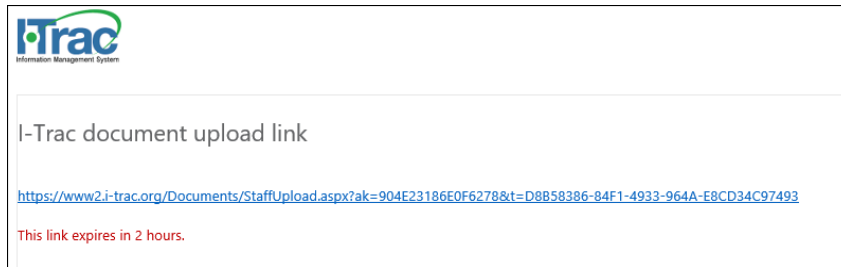 I-Trac
Information Management System
I-Trac document upload link
https://www2.i-trac.org/Documents/StaffUpload.aspx?ak=904E23186E0F6278&t=D8B58386-84F1-4933-964A-E8CD34C97493
This link expires in 2 hours.